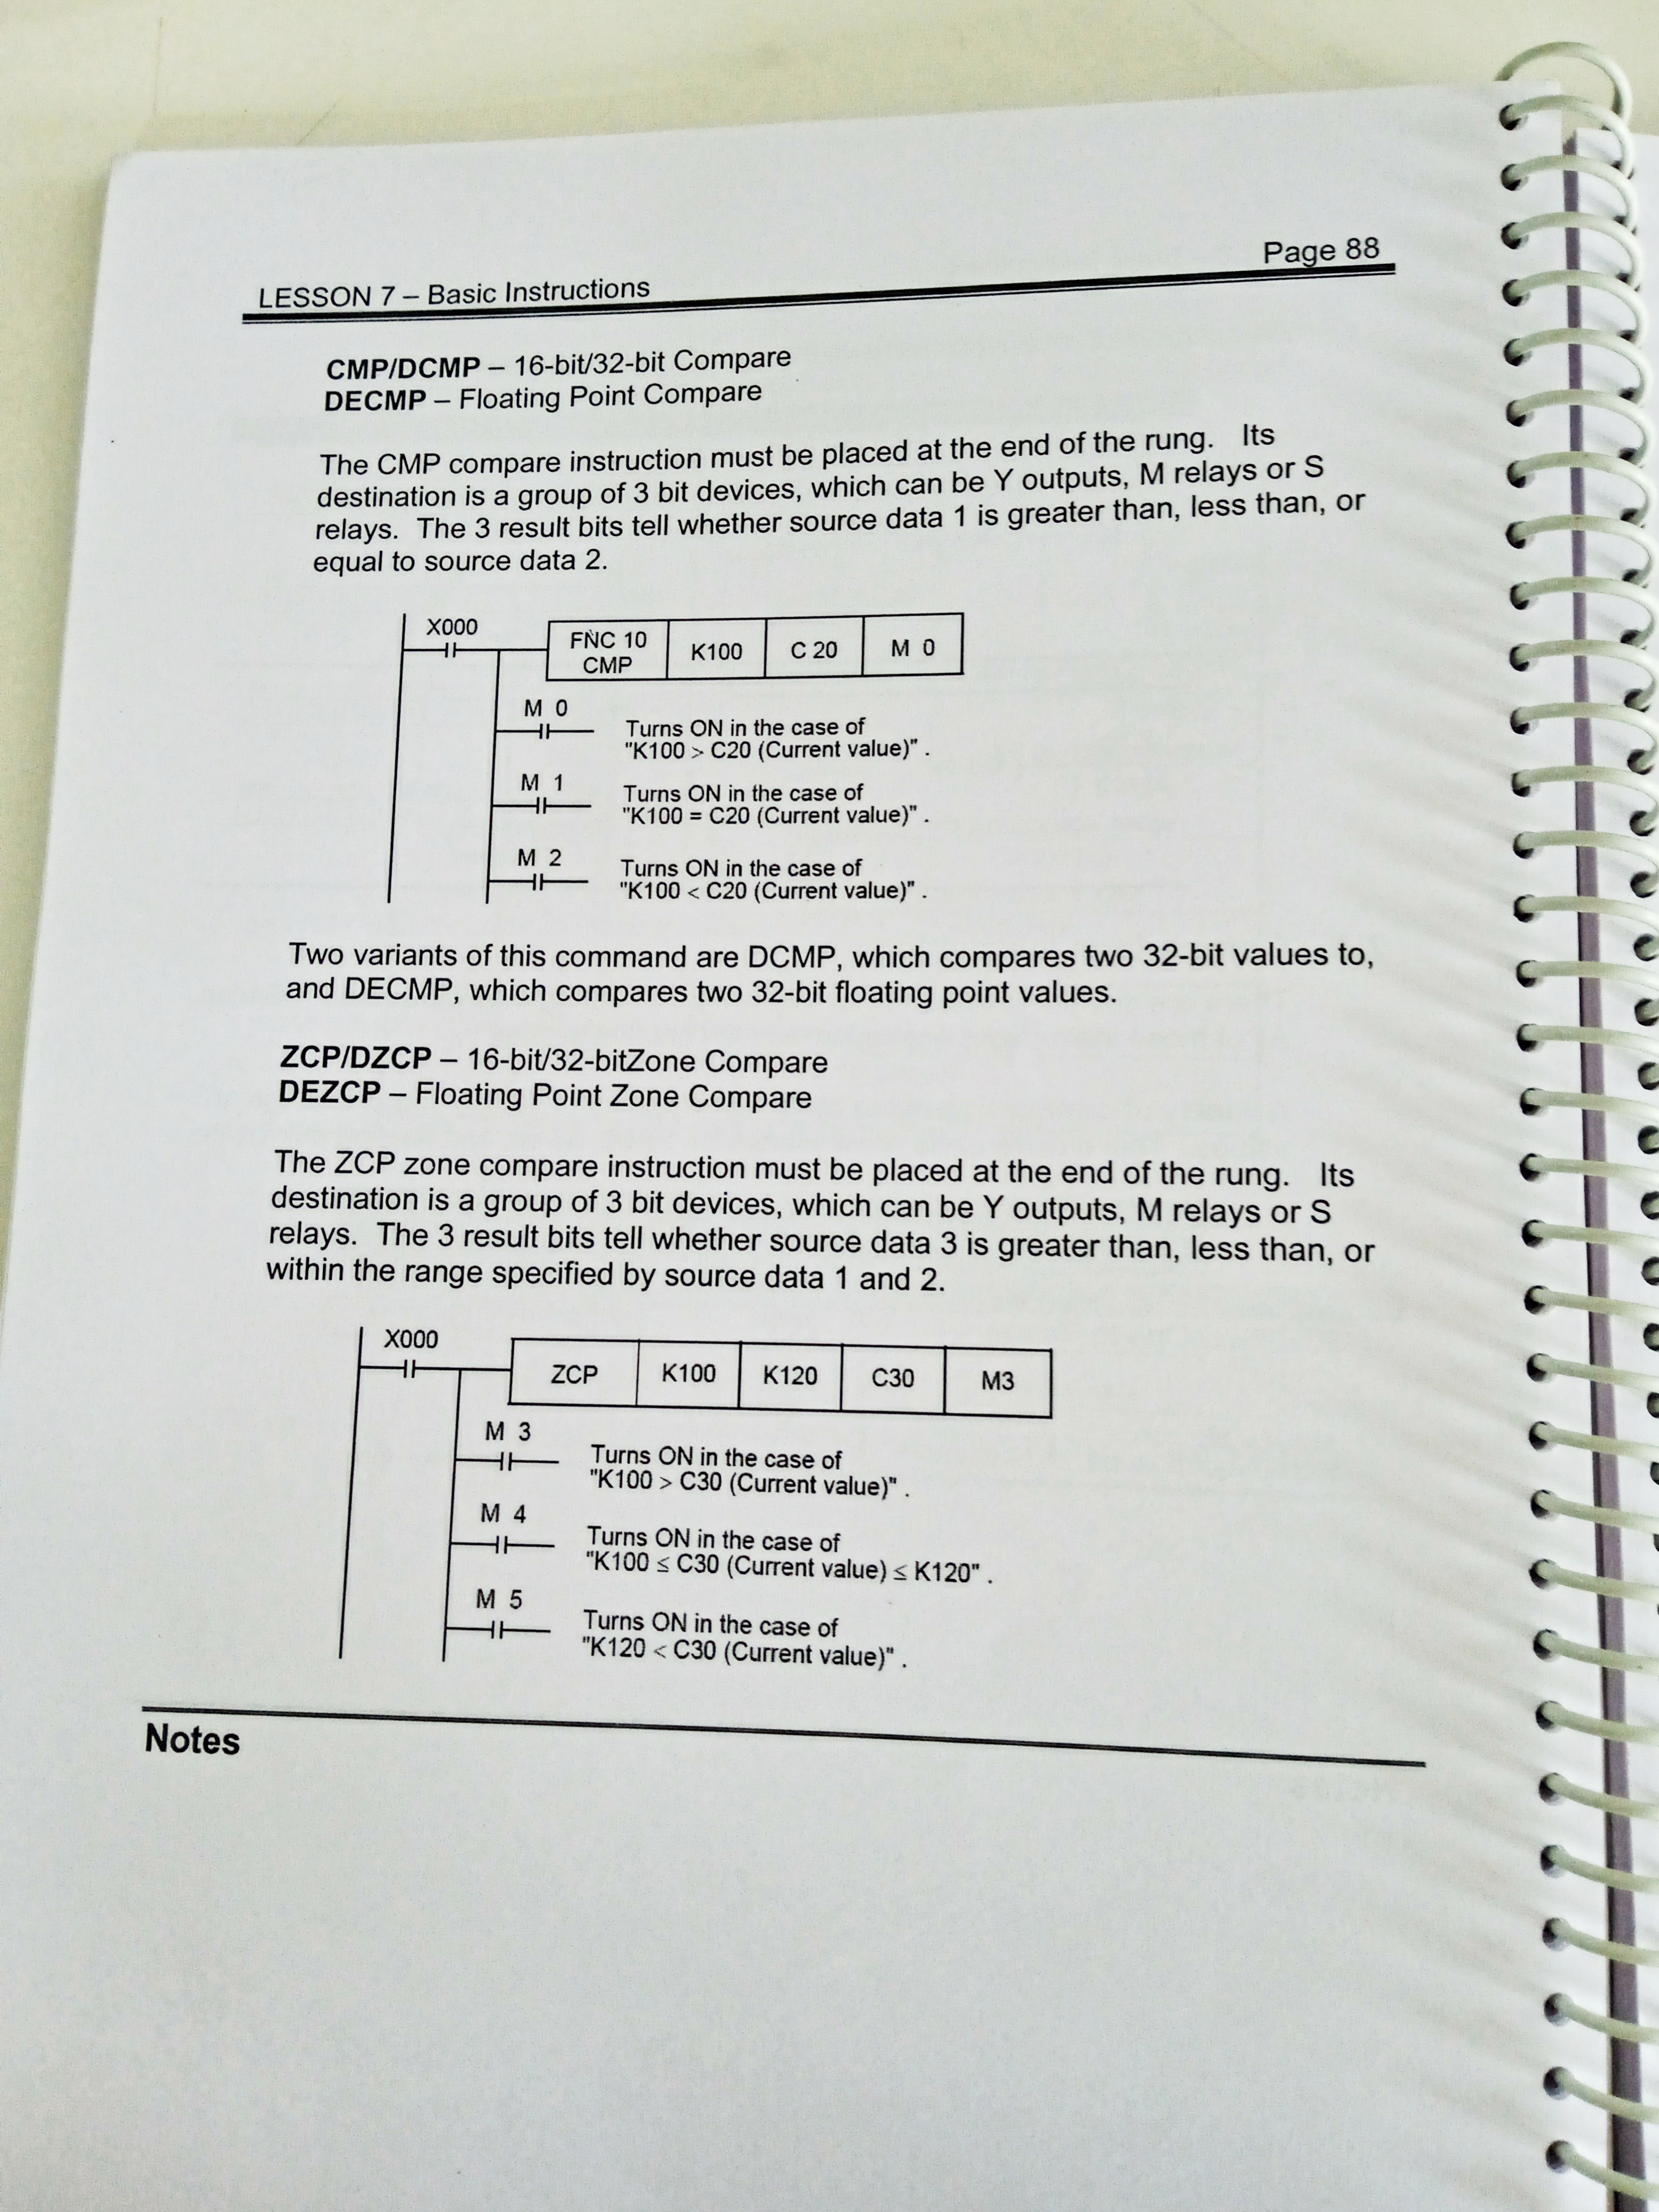 Page 88
LESSON 7 – Basic Instructions
CMP/DCMP – 16-bit/32-bit Compare
DECMP – Floating Point Compare
The CMP compare instruction must be placed at the end of the rung. Its
destination is a group of 3 bit devices, which can be Y outputs, M relays or S
relays. The 3 result bits tell whether source data 1 is greater than, less than, or
equal to source data 2.
X000
FNC 10 K100 C 20 M 0
CMP
M 0
Turns ON in the case of
"K100 > C20 (Current value)" .
M 1
Turns ON in the case of
"K100 = C20 (Current value)" .
M 2
Turns ON in the case of
"K100 < C20 (Current value)" .
Two variants of this command are DCMP, which compares two 32-bit values to,
and DECMP, which compares two 32-bit floating point values.
ZCP/DZCP – 16-bit/32-bitZone Compare
DEZCP – Floating Point Zone Compare
The ZCP zone compare instruction must be placed at the end of the rung. Its
destination is a group of 3 bit devices, which can be Y outputs, M relays or S
relays. The 3 result bits tell whether source data 3 is greater than, less than, or
within the range specified by source data 1 and 2.
X000
ZCP K100 K120 C30 M3
M 3
Turns ON in the case of
"K100 > C30 (Current value)" .
M 4
Turns ON in the case of
"K100 ≤ C30 (Current value) ≤ K120" .
M 5
Turns ON in the case of
"K120 < C30 (Current value)" .
Notes